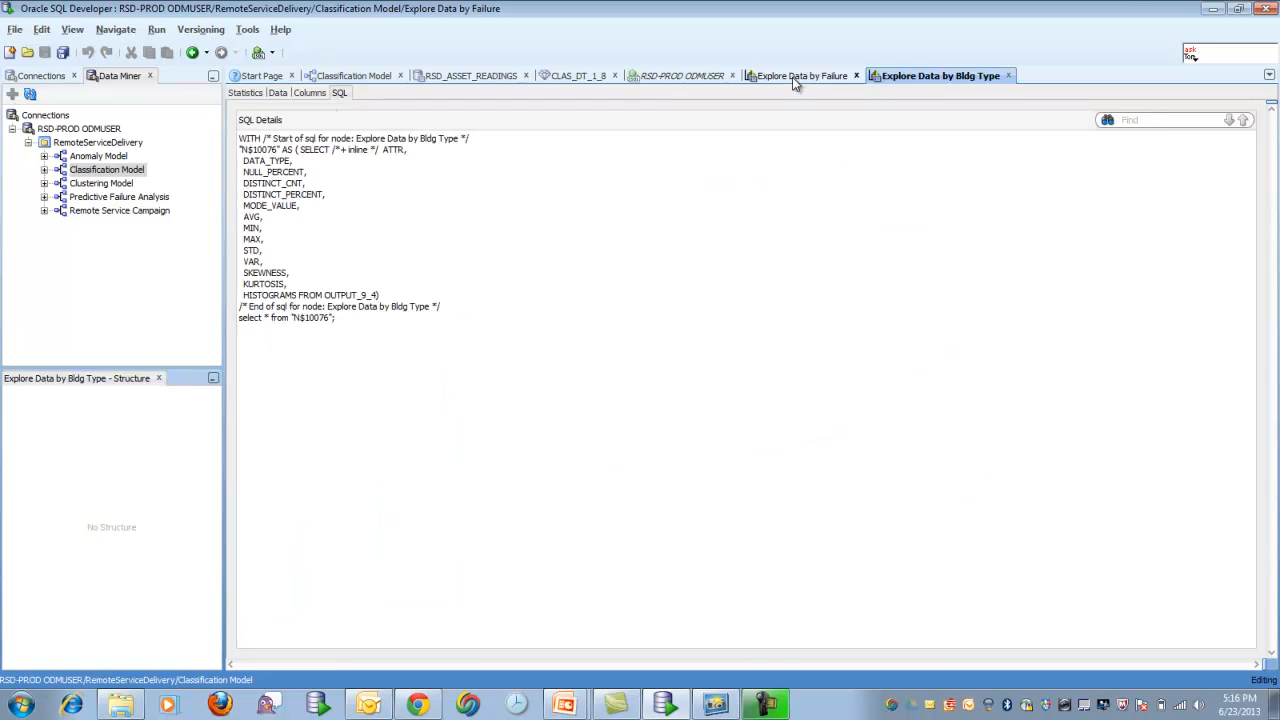 Oracle SQL Developer: RSD-PROD ODMUSER/RemoteServiceDelivery/Classification Model/Explore Data by Failure
File Edit View Navigate Run Versioning Tools Help
ask
Tom
Connections Data Miner Start Page Classification Model RSD_ASSET_READINGS CLAS_DT_1_8 RSD-PROD ODMUSER Explore Data by Failure Explore Data by Bldg Type
Statistics Data Columns SQL
Connections
RSD-PROD ODMUSER
RemoteServiceDelivery
Anomaly Model
Classification Model
Clustering Model
Predictive Failure Analysis
Remote Service Campaign
SQL Details
Find
WITH /* Start of sql for node: Explore Data by Bldg Type */
"N$10076" AS ( SELECT /*+ inline */ ATTR,
DATA_TYPE,
NULL_PERCENT,
DISTINCT_CNT,
DISTINCT_PERCENT,
MODE_VALUE,
AVG,
MIN,
MAX,
STD,
VAR,
SKEWNESS,
KURTOSIS,
HISTOGRAMS FROM OUTPUT_9_4)
/* End of sql for node: Explore Data by Bldg Type */
select * from "N$10076";
Explore Data by Bldg Type - Structure
No Structure
RSD-PROD ODMUSER/RemoteServiceDelivery/Classification Model
Editing
5:16 PM
6/23/2013